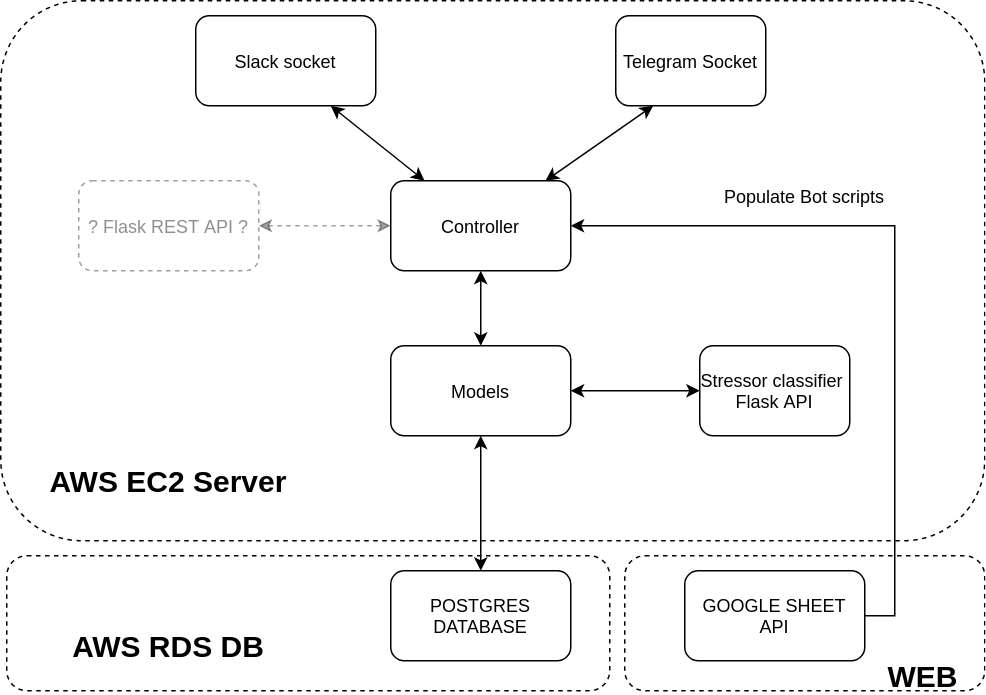 Slack socket
Telegram Socket
Populate Bot scripts
? Flask REST API ?
Controller
Models
Stressor classifier
Flask API
AWS EC2 Server
POSTGRES
DATABASE
GOOGLE SHEET
API
AWS RDS DB
WEB